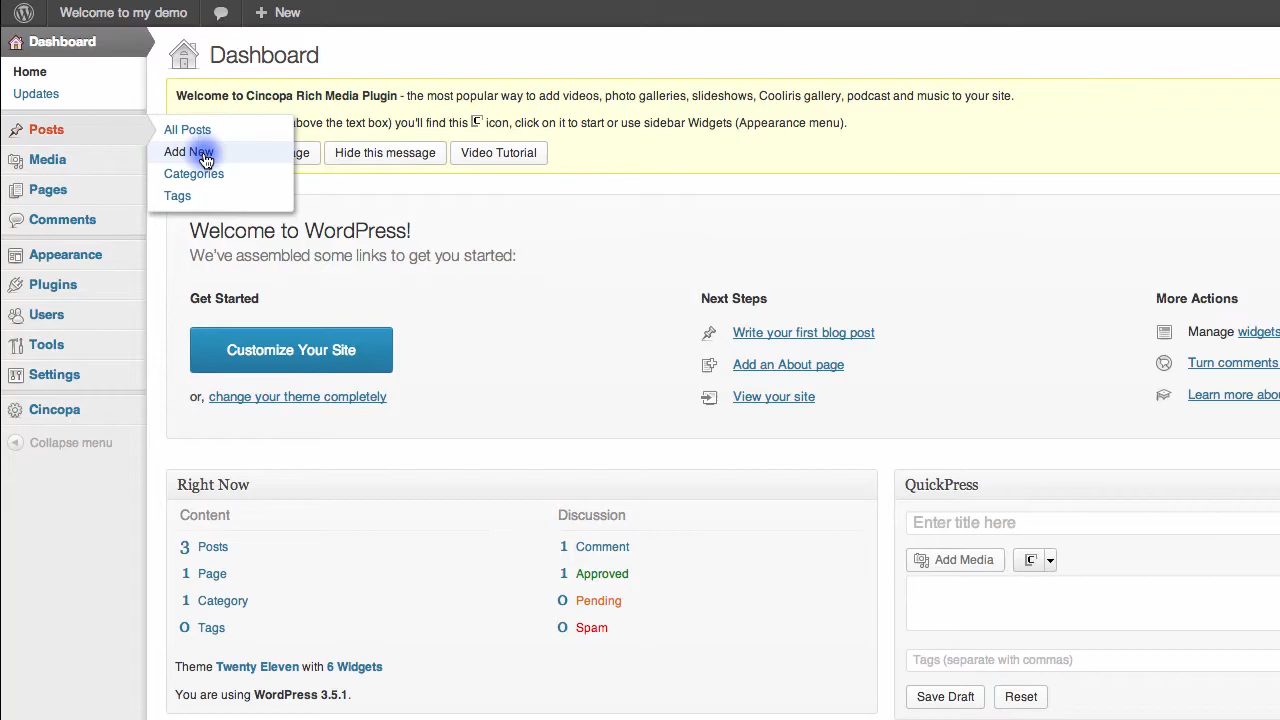 Welcome to my demo
+ New
Dashboard
Home
Updates
Posts
Media
Pages
Comments
Appearance
Plugins
Users
Tools
Settings
Cincopa
Collapse menu
All Posts
Add New
Categories
Tags
Dashboard
Welcome to Cincopa Rich Media Plugin - the most popular way to add videos, photo galleries, slideshows, Cooliris gallery, podcast and music to your site.
above the text box) you'll find this icon, click on it to start or use sidebar Widgets (Appearance menu).
Hide this message
Video Tutorial
Welcome to WordPress!
We've assembled some links to get you started:
Get Started
Customize Your Site
or, change your theme completely
Next Steps
Write your first blog post
Add an About page
View your site
More Actions
Manage widgets
Turn comments
Learn more
Right Now
Content
3 Posts
1 Page
1 Category
0 Tags
Discussion
1 Comment
1 Approved
0 Pending
0 Spam
Theme Twenty Eleven with 6 Widgets
You are using WordPress 3.5.1.
QuickPress
Enter title here
Add Media
Tags (separate with commas)
Save Draft
Reset